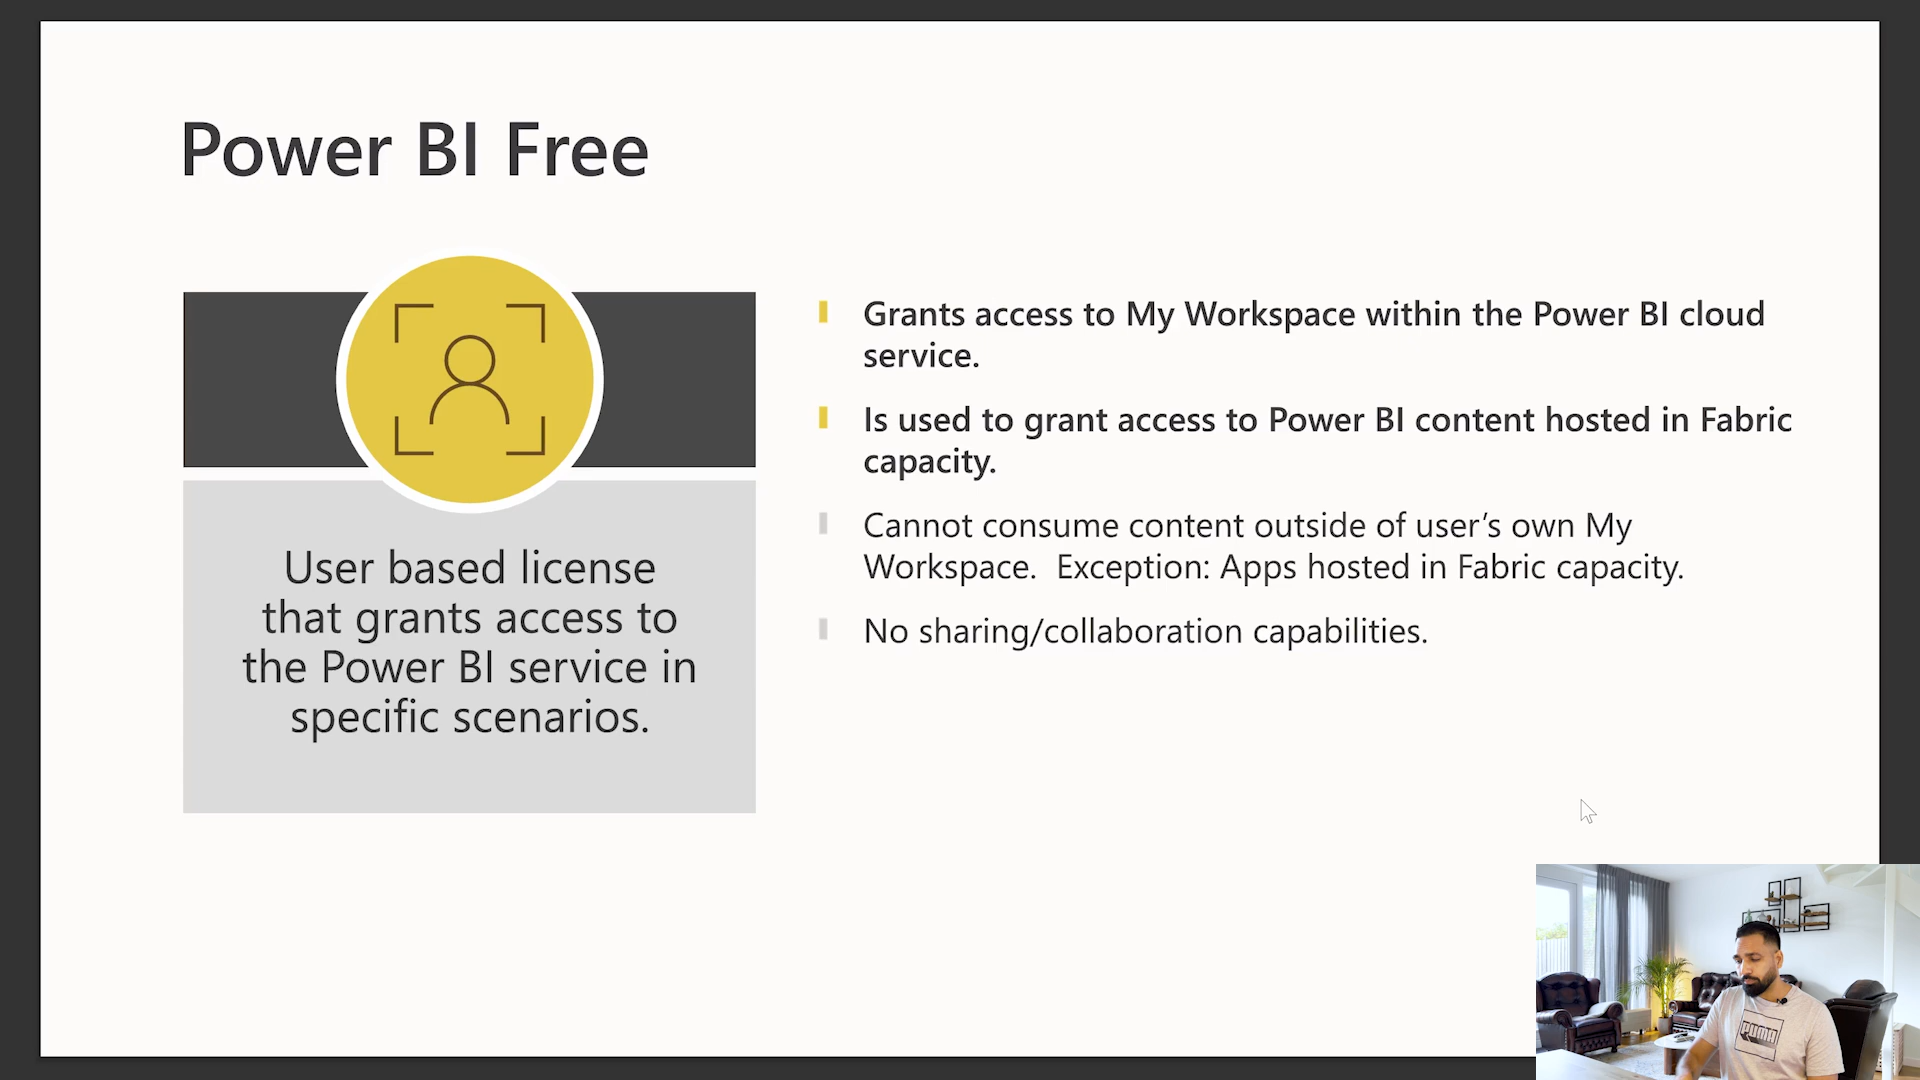 Power BI Free
User based license
that grants access to
the Power BI service in
specific scenarios.
Grants access to My Workspace within the Power BI cloud
service.
Is used to grant access to Power BI content hosted in Fabric
capacity.
Cannot consume content outside of user’s own My
Workspace.  Exception: Apps hosted in Fabric capacity.
No sharing/collaboration capabilities.
PUMA